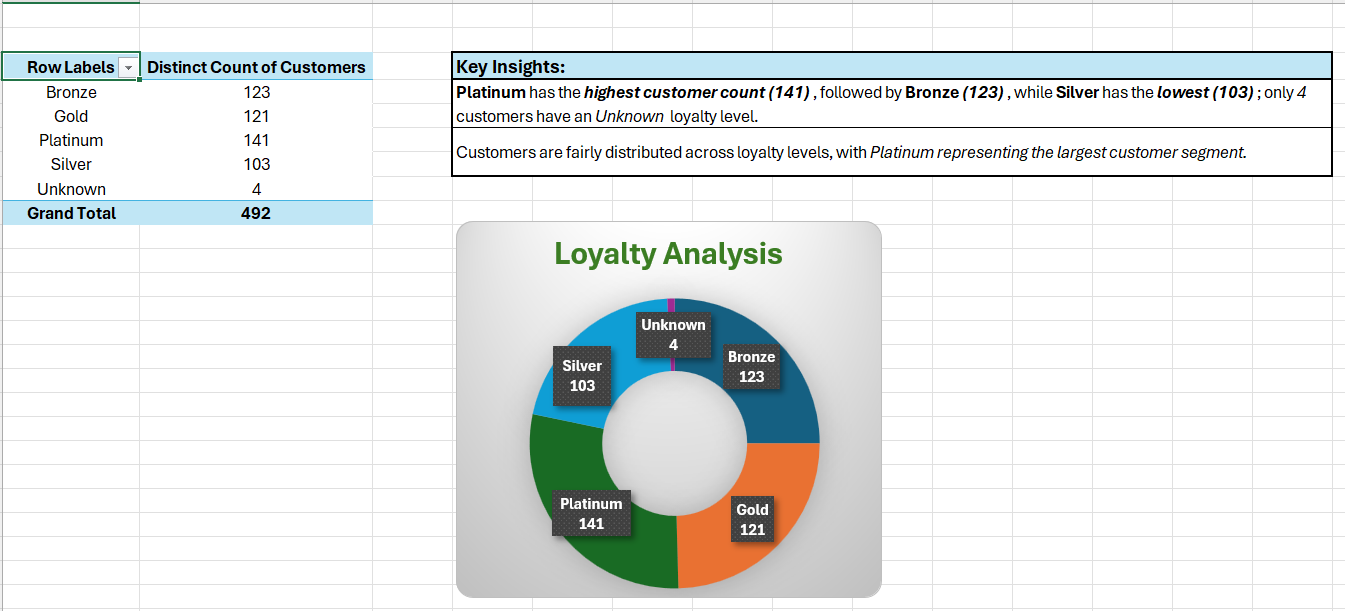 Row Labels Distinct Count of Customers
Bronze 123
Gold 121
Platinum 141
Silver 103
Unknown 4
Grand Total 492
Key Insights:
Platinum has the highest customer count (141) , followed by Bronze (123) , while Silver has the lowest (103) ; only 4
customers have an Unknown loyalty level.
Customers are fairly distributed across loyalty levels, with Platinum representing the largest customer segment.
Loyalty Analysis
Unknown
4
Bronze
123
Silver
103
Platinum
141
Gold
121